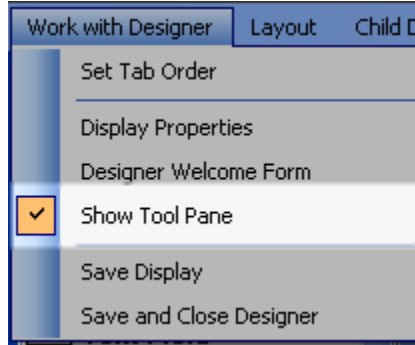 Work with Designer Layout Child
Set Tab Order
Display Properties
Designer Welcome Form
Show Tool Pane
Save Display
Save and Close Designer